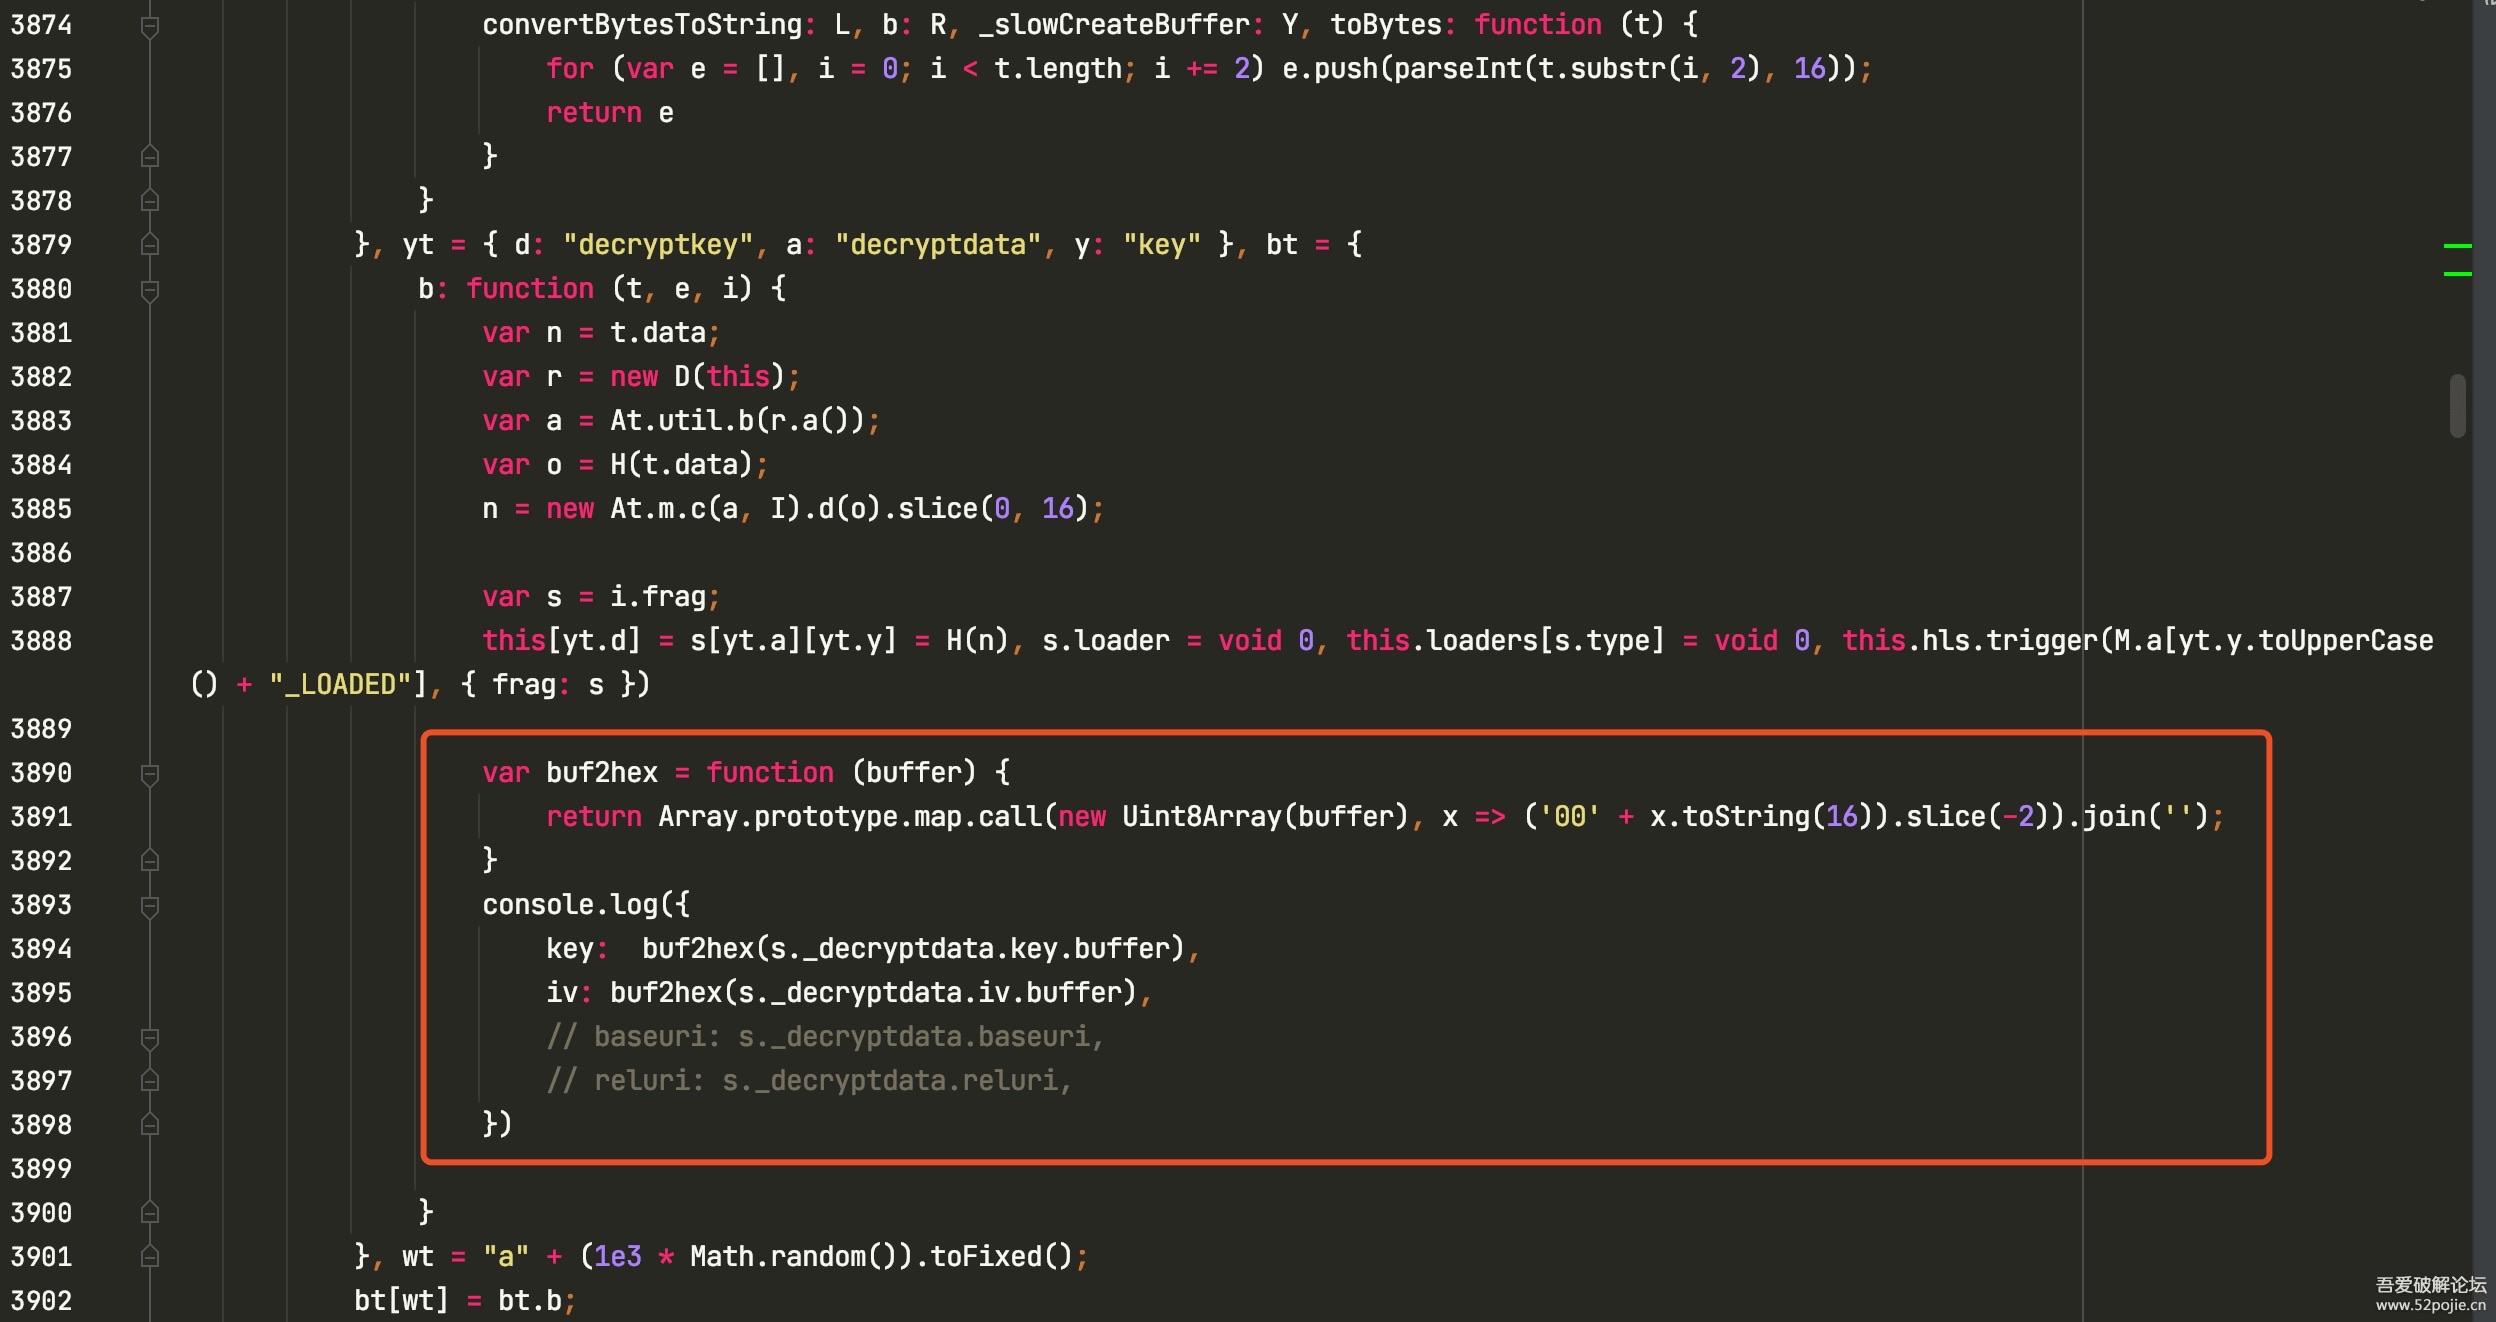 3874 convertBytesToString: L, b: R, _slowCreateBuffer: Y, toBytes: function (t) {
3875 for (var e = [], i = 0; i < t.length; i += 2) e.push(parseInt(t.substr(i, 2), 16));
3876 return e
3877 }
3878 }
3879 }, yt = { d: "decryptkey", a: "decryptdata", y: "key" }, bt = {
3880 b: function (t, e, i) {
3881 var n = t.data;
3882 var r = new D(this);
3883 var a = At.util.b(r.a());
3884 var o = H(t.data);
3885 n = new At.m.c(a, I).d(o).slice(0, 16);
3886
3887 var s = i.frag;
3888 this[yt.d] = s[yt.a][yt.y] = H(n), s.loader = void 0, this.loaders[s.type] = void 0, this.hls.trigger(M.a[yt.y.toUpperCase
() + "_LOADED"], { frag: s })
3889
3890 var buf2hex = function (buffer) {
3891 return Array.prototype.map.call(new Uint8Array(buffer), x => ('00' + x.toString(16)).slice(-2)).join('');
3892 }
3893 console.log({
3894 key:  buf2hex(s._decryptdata.key.buffer),
3895 iv: buf2hex(s._decryptdata.iv.buffer),
3896 // baseuri: s._decryptdata.baseuri,
3897 // reluri: s._decryptdata.reluri,
3898 })
3899
3900 }
3901 }, wt = "a" + (1e3 * Math.random()).toFixed();
3902 bt[wt] = bt.b;
吾爱破解论坛
www.52pojie.cn